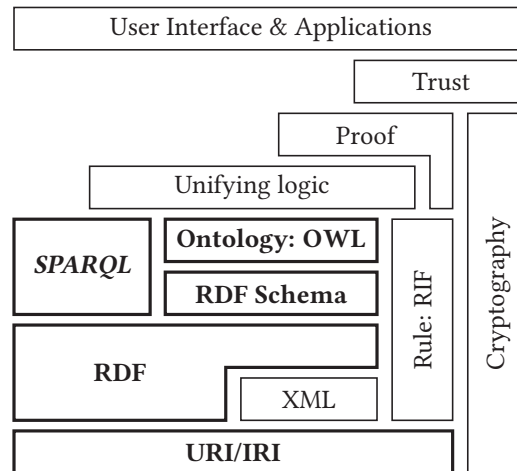 User Interface & Applications
Trust
Proof
Unifying logic
SPARQL
Ontology: OWL
RDF Schema
Rule: RIF
Cryptography
RDF
XML
URI/IRI